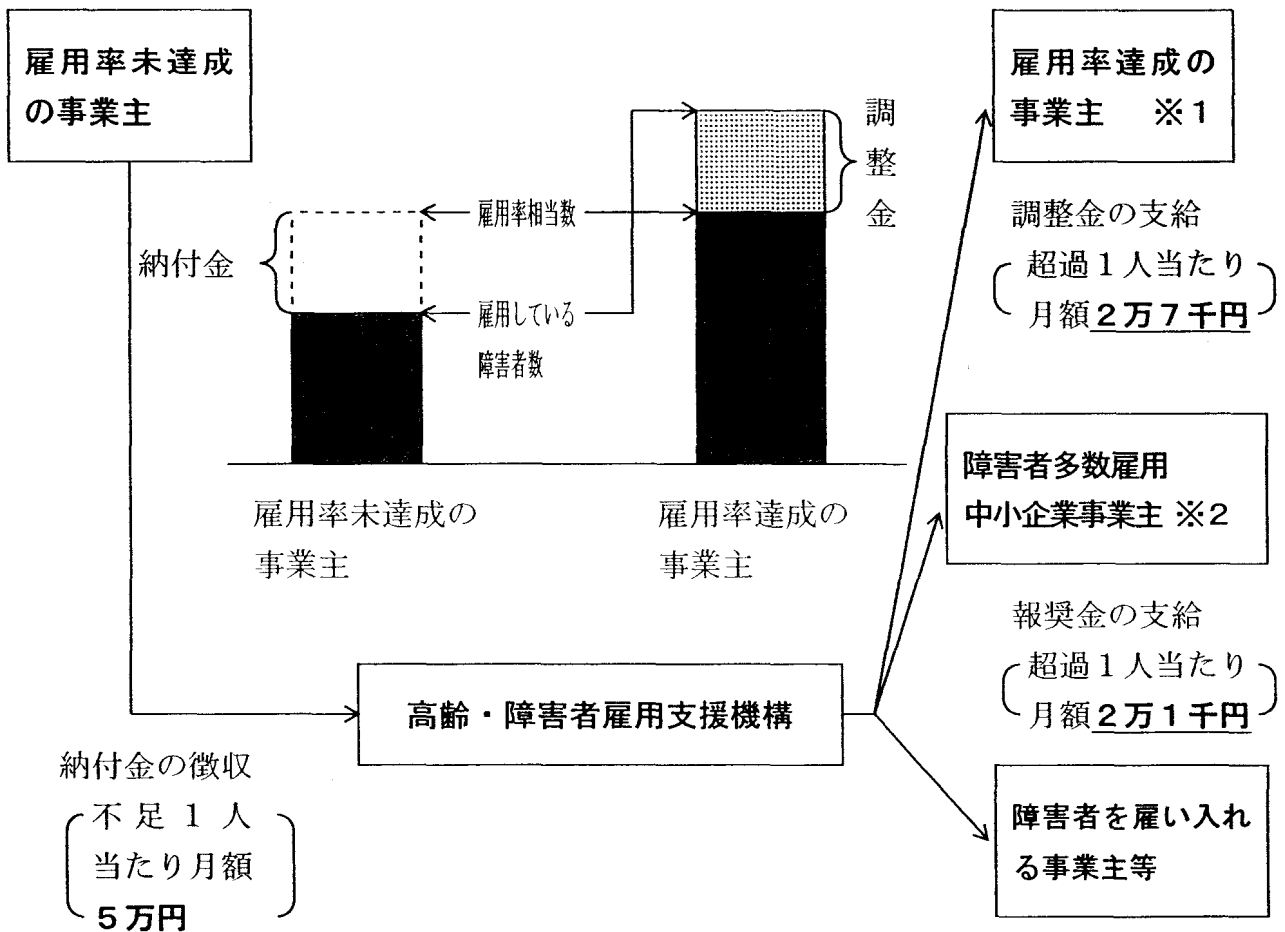 雇用率未達成
の事業主
納付金
雇用率相当数
雇用している
障害者数
調
整
金
雇用率未達成の
事業主
雇用率達成の
事業主
雇用率達成の
事業主 ※1
調整金の支給
超過1人当たり
月額2万7千円
障害者多数雇用
中小企業事業主 ※2
報奨金の支給
超過1人当たり
月額2万1千円
高齢・障害者雇用支援機構
納付金の徴収
不足1人
当たり月額
5万円
障害者を雇い入れ
る事業主等